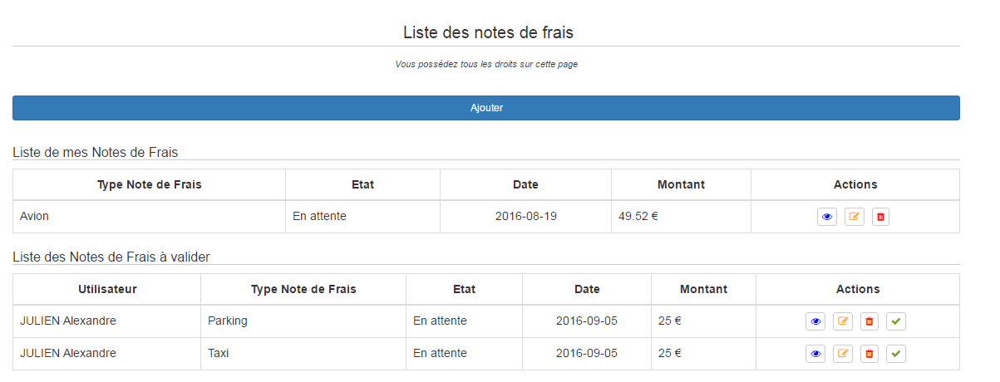 Liste des notes de frais
Vous possédez tous les droits sur cette page
Ajouter
Liste de mes Notes de Frais
Type Note de Frais Etat Date Montant Actions
Avion En attente 2016-08-19 49.52 €
Liste des Notes de Frais à valider
Utilisateur Type Note de Frais Etat Date Montant Actions
JULIEN Alexandre Parking En attente 2016-09-05 25 €
JULIEN Alexandre Taxi En attente 2016-09-05 25 €